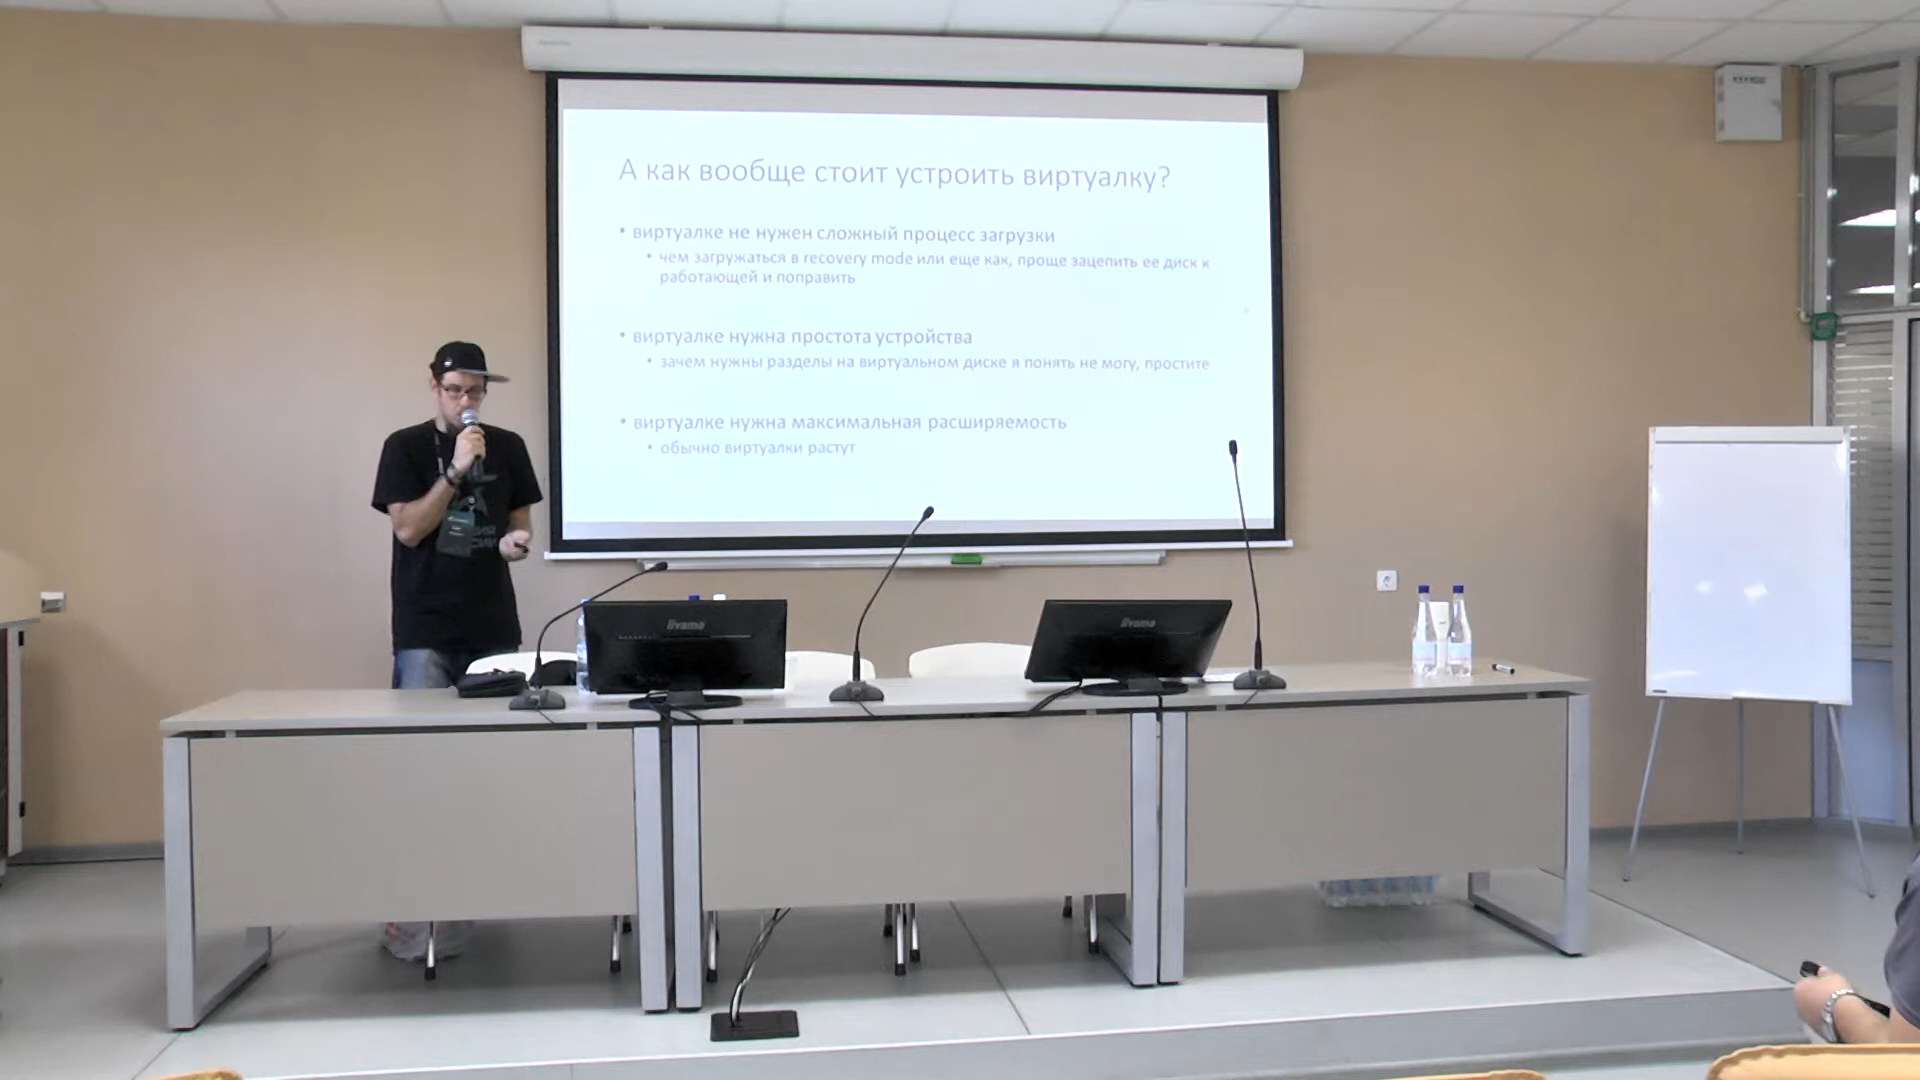 А как вообще стоит устроить виртуалку?
• виртуалке не нужен сложный процесс загрузки
• чем загружаться в recovery mode или еще как, проще зацепить ее диск к
работающей и поправить
• виртуалке нужна простота устройства
• зачем нужны разделы на виртуальном диске я понять не могу, простите
• виртуалке нужна максимальная расширяемость
• обычно виртуалки растут
iiyama
iiyama